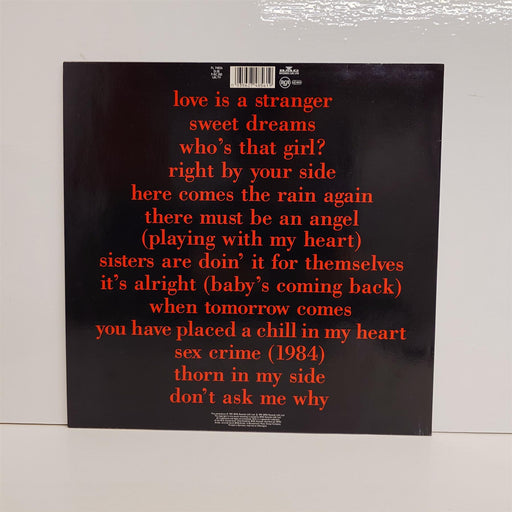 love is a stranger
sweet dreams
who's that girl?
right by your side
here comes the rain again
there must be an angel
(playing with my heart)
sisters are doin' it for themselves
it's alright (baby's coming back)
when tomorrow comes
you have placed a chill in my heart
sex crime (1984)
thorn in my side
don't ask me why